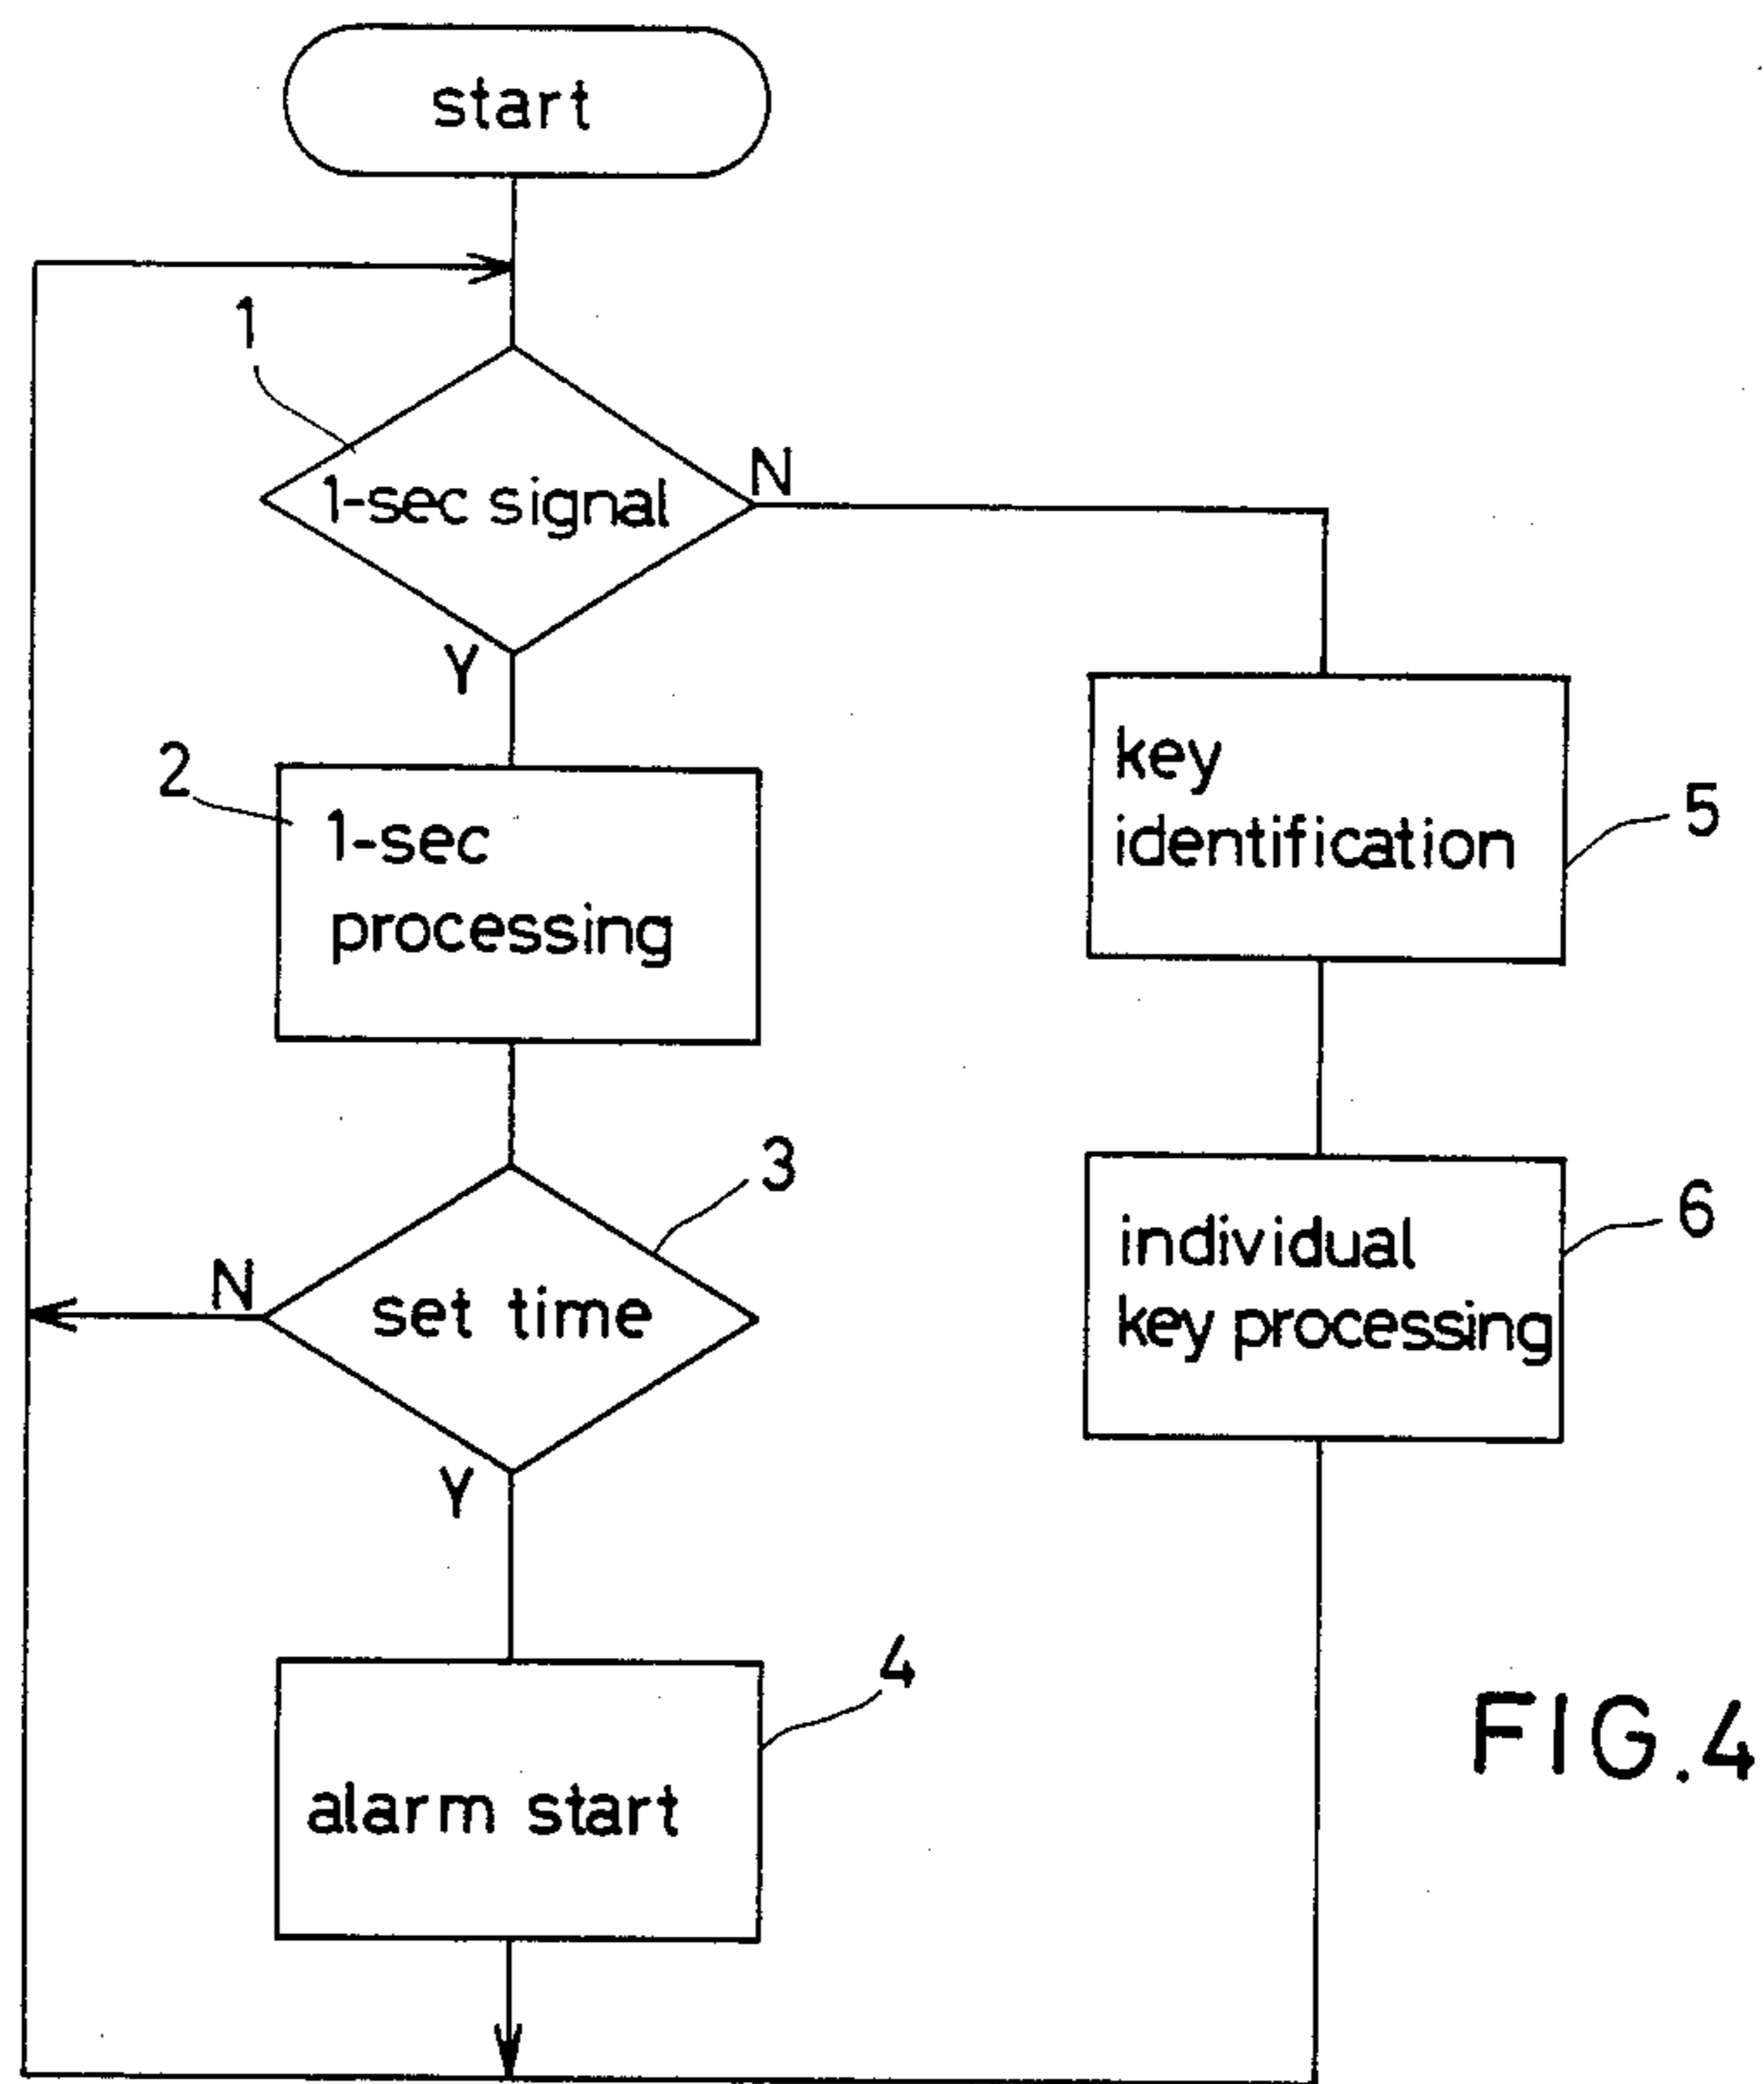 start
1
1-sec signal
N
Y
2
1-sec
processing
key
identification
5
3
N
set time
Y
individual
key processing
6
4
alarm start
FIG.4